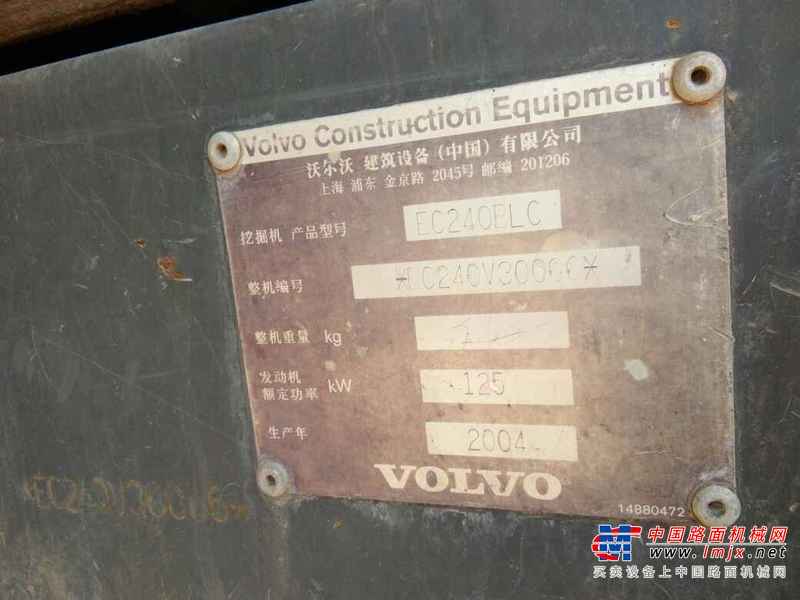 Volvo Construction Equipment
沃尔沃 建筑设备(中国)有限公司
上海 浦东 金京路 2045号 邮编 201206
挖掘机 产品型号 EC240BLC
整机编号
整机重量 kg
发动机
额定功率 kW 125
生产年 2004
VOLVO
14880472
中国路面机械网
www.lmjx.net
买卖设备上中国路面机械网